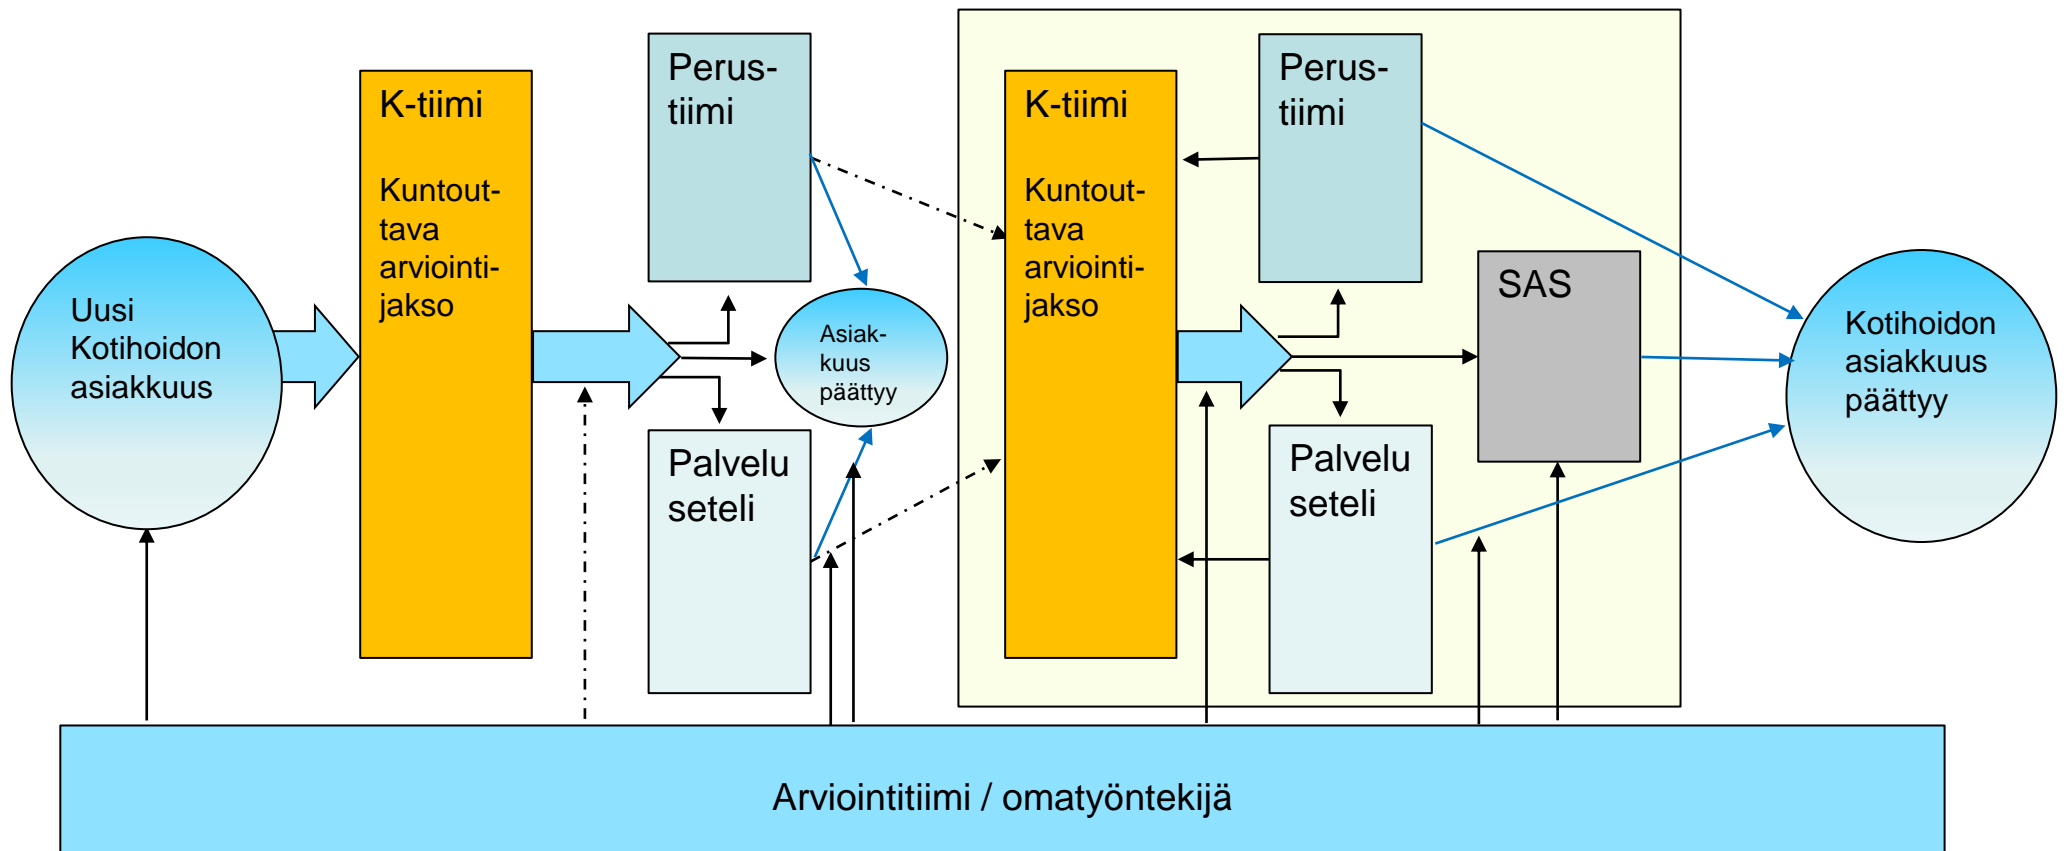 Uusi
Kotihoidon
asiakkuus
K-tiimi
Kuntout-
tava
arviointi-
jakso
Perus-
tiimi
Asiak-
kuus
päättyy
Palvelu
seteli
K-tiimi
Kuntout-
tava
arviointi-
jakso
Perus-
tiimi
SAS
Palvelu
seteli
Kotihoidon
asiakkuus
päättyy
Arviointitiimi / omatyöntekijä